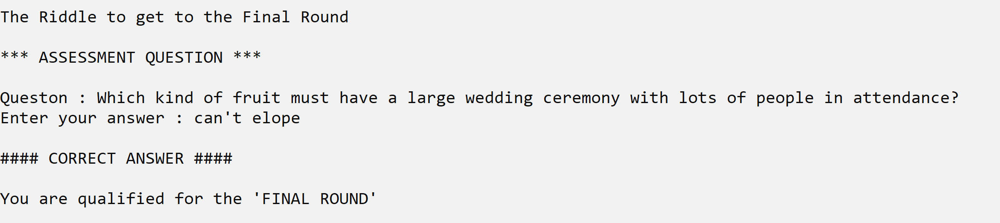 The Riddle to get to the Final Round
*** ASSESSMENT QUESTION ***
Queston : Which kind of fruit must have a large wedding ceremony with lots of people in attendance?
Enter your answer : can't elope
#### CORRECT ANSWER ####
You are qualified for the 'FINAL ROUND'